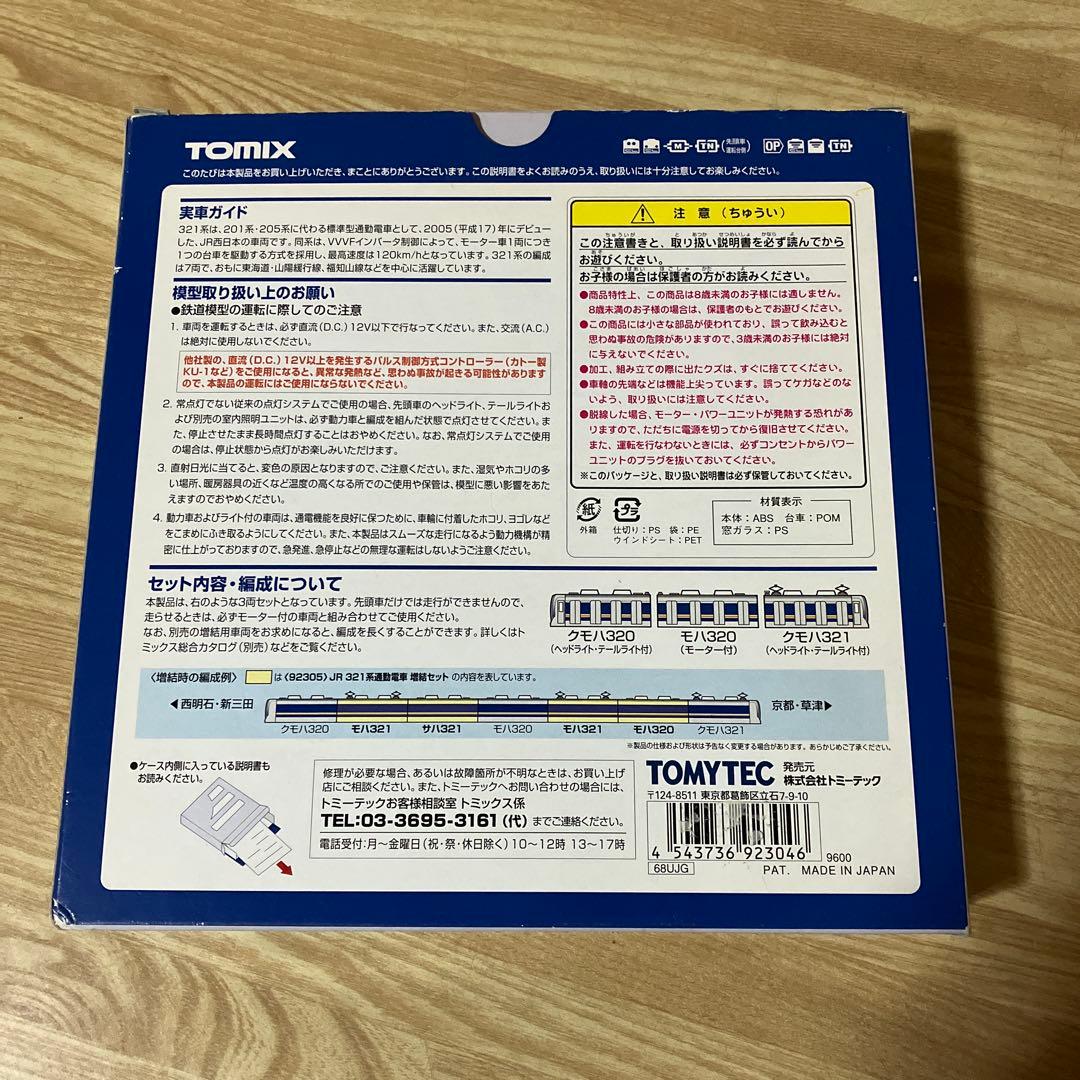 TOMIX
M TN (先頭車運転台側) OP TN
このたびは本製品をお買い上げいただき、まことにありがとうございます。この説明書をよくお読みのうえ、取り扱いには十分注意してお楽しみください。
実車ガイド
321系は、201系・205系に代わる標準型通勤電車として、2005(平成17)年にデビュー
した、JR西日本の車両です。同系は、VVVFインバータ制御によって、モーター車1両につき
1つの台車を駆動する方式を採用し、最高速度は120km/hとなっています。321系の編成
は7両で、おもに東海道・山陽緩行線、福知山線などを中心に活躍しています。
模型取り扱い上のお願い
●鉄道模型の運転に際してのご注意
1. 車両を運転するときは、必ず直流(D.C.)12V以下で行なってください。また、交流(A.C.)
は絶対に使用しないでください。
他社製の、直流(D.C.)12V以上を発生するパルス制御方式コントローラー(カトー製
KU-1など)をご使用になると、異常な発熱など、思わぬ事故が起きる可能性があります
ので、本製品の運転にはご使用にならないでください。
2. 常点灯でない従来の点灯システムでご使用の場合、先頭車のヘッドライト、テールライトお
よび別売の室内照明ユニットは、必ず動力車と編成を組んだ状態で点灯させてください。ま
た、停止させたまま長時間点灯することはおやめください。なお、常点灯システムでご使用
の場合は、停止状態から点灯がお楽しみいただけます。
3. 直射日光に当てると、変色の原因となりますので、ご注意ください。また、湿気やホコリの多
い場所、暖房器具の近くなど温度の高くなる所でのご使用や保管は、模型に悪い影響をあた
えますのでおやめください。
4. 動力車およびライト付の車両は、通電機能を良好に保つために、車輪に付着したホコリ、ヨゴレなど
をこまめにふき取るようにしてください。また、本製品はスムーズな走行になるよう動力機構が精
密に仕上がっておりますので、急発進、急停止などの無理な運転はしないようご注意ください。
注意(ちゅうい)
この注意書きと、取り扱い説明書を必ず読んでから
お遊びください。
お子様の場合は保護者の方がお読みください。
●商品特性上、この商品は8歳未満のお子様には適しません。
8歳未満のお子様の場合は、保護者のもとでお遊びください。
●この商品には小さな部品が使われており、誤って飲み込むと
思わぬ事故の危険がありますので、3歳未満のお子様には絶対
に与えないでください。
●加工、組み立ての際に出たクズは、すぐに捨ててください。
●車軸の先端などは機能上尖っています。誤ってケガなどのな
いよう、取り扱いには注意してください。
●脱線した場合、モーター・パワーユニットが発熱する恐れがあ
りますので、ただちに電源を切ってから復旧させてください。
また、運転を行なわないときには、必ずコンセントからパワー
ユニットのプラグを抜いておいてください。
※このパッケージと、取り扱い説明書は必ず保管しておいてください。
紙 プラ
外箱 仕切り:PS 袋:PE
ウインドシート:PET
材質表示
本体:ABS 台車:POM
窓ガラス:PS
セット内容・編成について
本製品は、右のような3両セットとなっています。先頭車だけでは走行ができませんので、
走らせるときは、必ずモーター付の車両と組み合わせてご使用ください。
なお、別売の増結用車両をお求めになると、編成を長くすることができます。詳しくはト
ミックス総合カタログ(別売)などをご覧ください。
クモハ320 モハ320 クモハ321
(ヘッドライト・テールライト付) (モーター付) (ヘッドライト・テールライト付)
〈増結時の編成例〉 は〈92305〉JR 321系通勤電車 増結セット の内容を表しています。
◀西明石・新三田 京都・草津▶
クモハ320 モハ321 サハ321 モハ320 モハ321 モハ320 クモハ321
※製品の仕様および形状は予告なく変更する場合があります。あらかじめご了承ください。
●ケース内側に入っている説明書も
お読みください。
修理が必要な場合、あるいは故障箇所が不明なときは、お買い上げ
店にご相談ください。また、トミーテックへお問い合わせの場合には、
トミーテックお客様相談室 トミックス係
TEL:03-3695-3161(代) までご連絡ください。
電話受付:月～金曜日(祝・祭・休日除く)10～12時 13～17時
TOMYTEC 発売元 株式会社トミーテック
〒124-8511 東京都葛飾区立石7-9-10
4 543736 923046 9600
68UJG PAT. MADE IN JAPAN